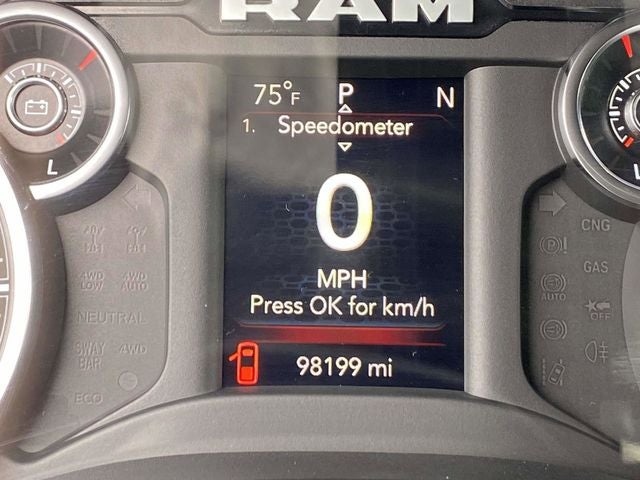 RAM
75°F P N
1. Speedometer
0
MPH
Press OK for km/h
98199 mi
L
L
4WD LOW
4WD AUTO
NEUTRAL
SWAY BAR
4WD
ECO
CNG
GAS
AUTO
OFF